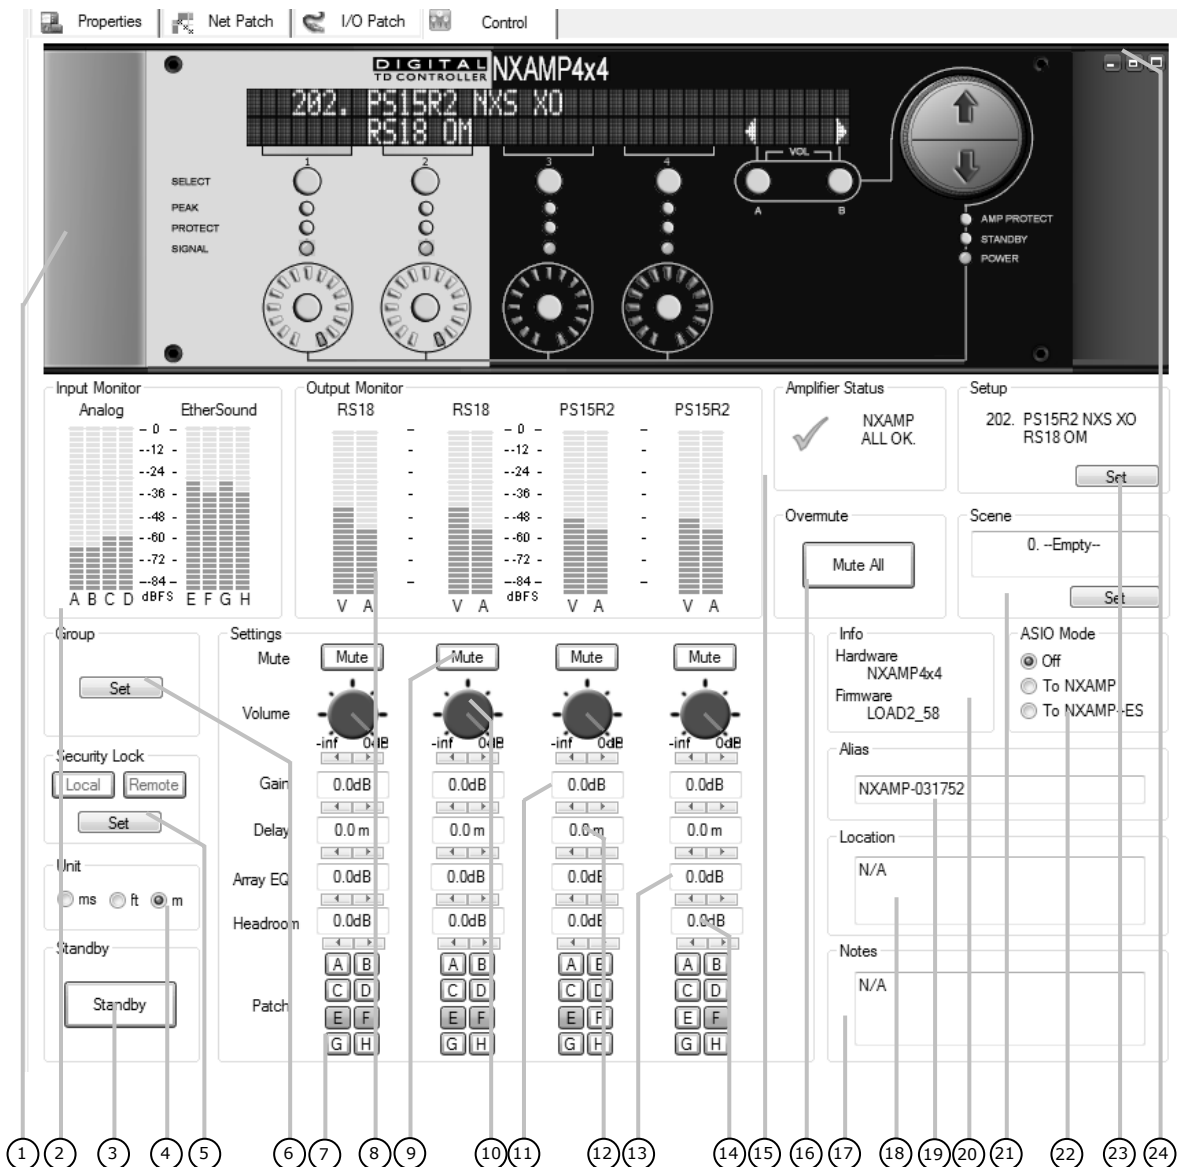 Properties Net Patch I/O Patch Control
DIGITAL
TD CONTROLLER NXAMP4x4
202. PS15R2 NXS XO
RS18 OM
1 2 3 4 VOL
SELECT
PEAK
PROTECT
SIGNAL
A B
AMP PROTECT
STANDBY
POWER
Input Monitor
Analog EtherSound
- 0 -
--12 -
--24 -
--36 -
--48 -
--60 -
--72 -
--84 -
dBFS
A B C D E F G H
Output Monitor
RS18 RS18 PS15R2 PS15R2
- 0 -
--12 -
--24 -
--36 -
--48 -
--60 -
--72 -
--84 -
dBFS
V A V A V A V A
Amplifier Status
NXAMP
ALL OK.
Setup
202. PS15R2 NXS XO
RS18 OM
Set
Overmute
Mute All
Scene
0. --Empty--
Set
Group
Set
Security Lock
Local Remote
Set
Unit
ms ft m
Standby
Standby
Settings
Mute Mute Mute Mute Mute
Volume
-inf 0dB -inf 0dB -inf 0dB -inf 0dB
Gain 0.0dB 0.0dB 0.0dB 0.0dB
Delay 0.0 m 0.0 m 0.0 m 0.0 m
Array EQ 0.0dB 0.0dB 0.0dB 0.0dB
Headroom 0.0dB 0.0dB 0.0dB 0.0dB
A B A B A B A B
C D C D C D C D
Patch
E F E F E F E F
G H G H G H G H
Info
Hardware
NXAMP4x4
Firmware
LOAD2_58
ASIO Mode
Off
To NXAMP
To NXAMP--ES
Alias
NXAMP-031752
Location
N/A
Notes
N/A
1 2 3 4 5 6 7 8 9 10 11 12 13 14 15 16 17 18 19 20 21 22 23 24